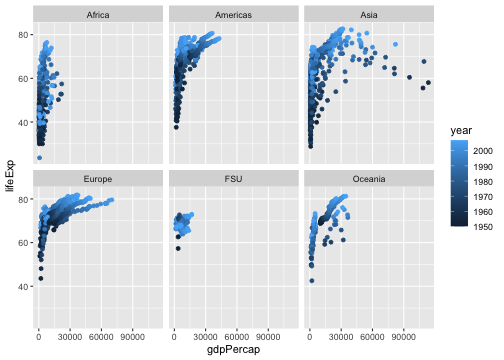 Africa Americas Asia
80
60
40
lifeExp
Europe FSU Oceania
80
60
40
0 30000 60000 90000 0 30000 60000 90000 0 30000 60000 90000
gdpPercap
year
2000
1990
1980
1970
1960
1950